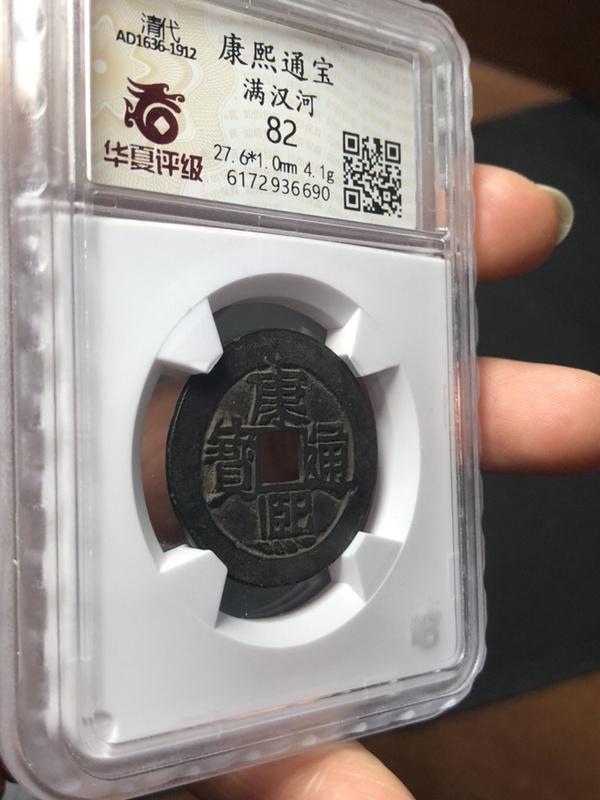 清代
AD1636-1912
康熙通宝
满汉河
82
27.6*1.0mm 4.1g
6172936690
华夏评级
康
寶 通
熙